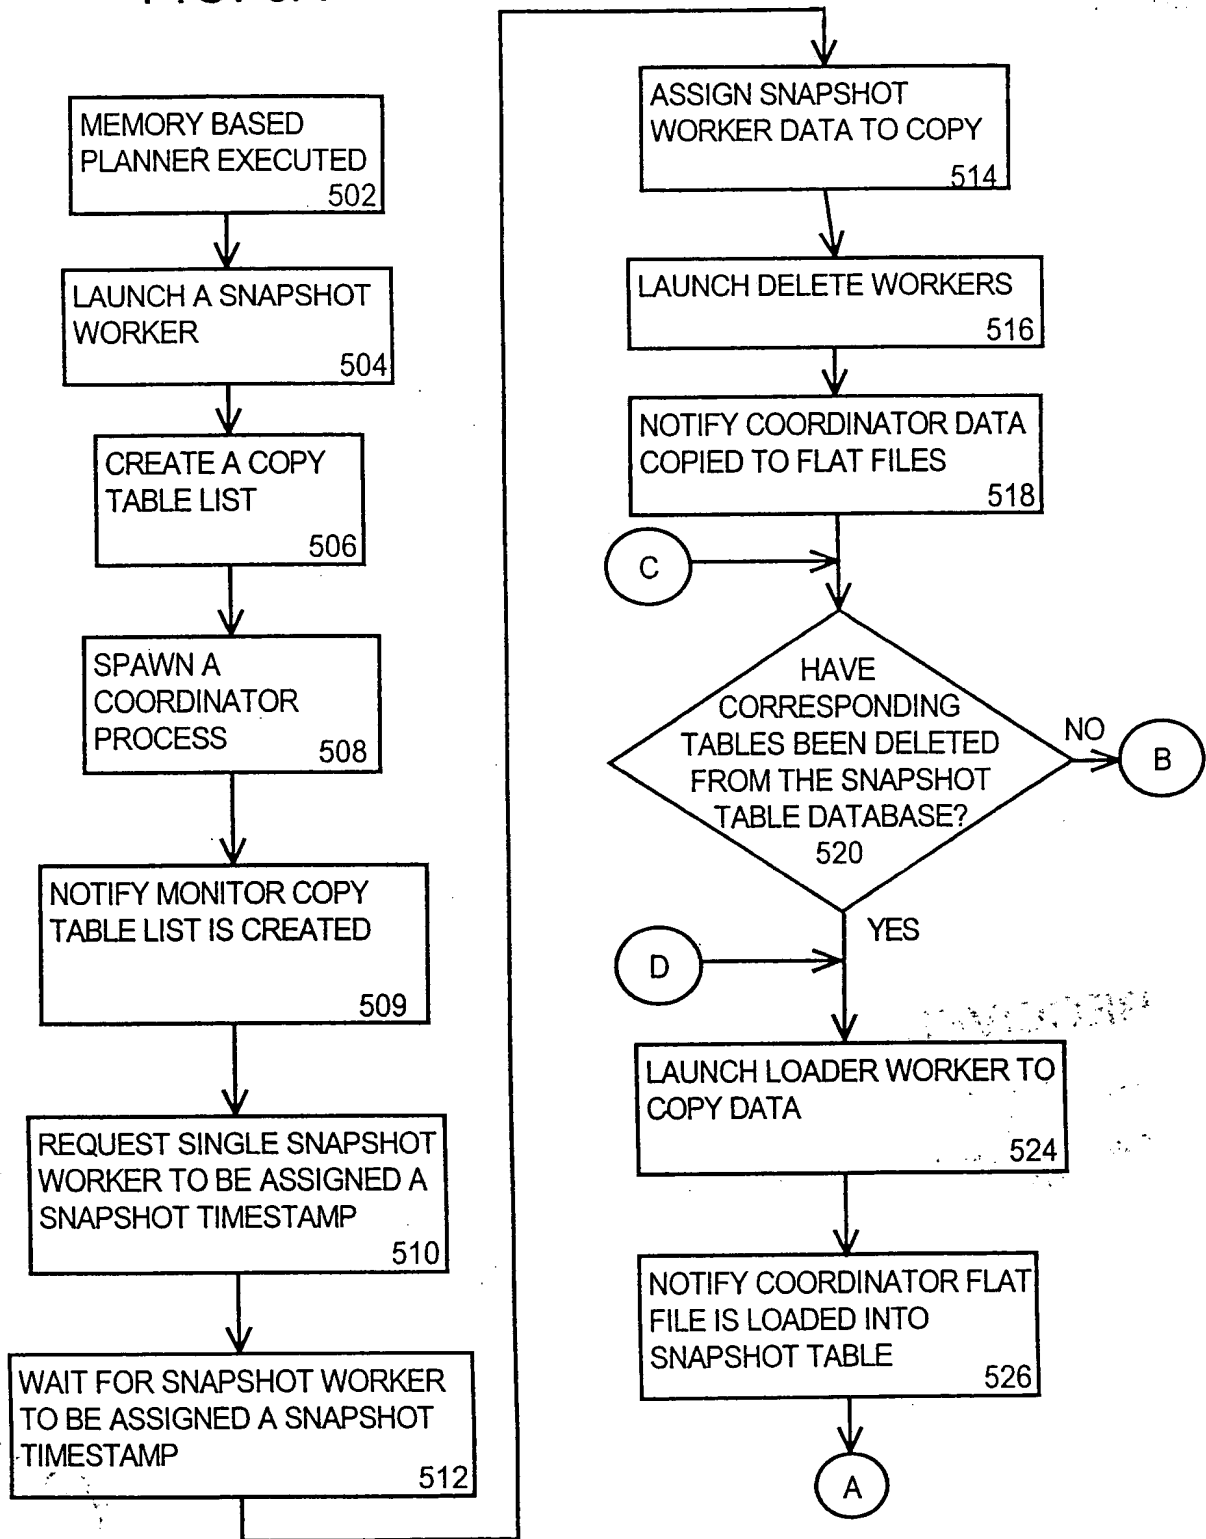 MEMORY BASED
PLANNER EXECUTED
502
LAUNCH A SNAPSHOT
WORKER
504
CREATE A COPY
TABLE LIST
506
SPAWN A
COORDINATOR
PROCESS
508
NOTIFY MONITOR COPY
TABLE LIST IS CREATED
509
REQUEST SINGLE SNAPSHOT
WORKER TO BE ASSIGNED A
SNAPSHOT TIMESTAMP
510
WAIT FOR SNAPSHOT WORKER
TO BE ASSIGNED A SNAPSHOT
TIMESTAMP
512
ASSIGN SNAPSHOT
WORKER DATA TO COPY
514
LAUNCH DELETE WORKERS
516
NOTIFY COORDINATOR DATA
COPIED TO FLAT FILES
518
C
HAVE
CORRESPONDING
TABLES BEEN DELETED
FROM THE SNAPSHOT
TABLE DATABASE?
520
NO
B
YES
D
LAUNCH LOADER WORKER TO
COPY DATA
524
NOTIFY COORDINATOR FLAT
FILE IS LOADED INTO
SNAPSHOT TABLE
526
A